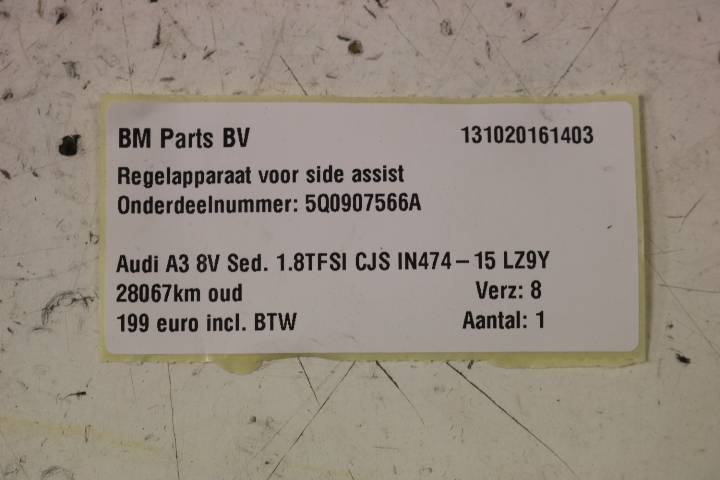 BM Parts BV 131020161403
Regelapparaat voor side assist
Onderdeelnummer: 5Q0907566A
Audi A3 8V Sed. 1.8TFSI CJS IN474 – 15 LZ9Y
28067km oud Verz: 8
199 euro incl. BTW Aantal: 1